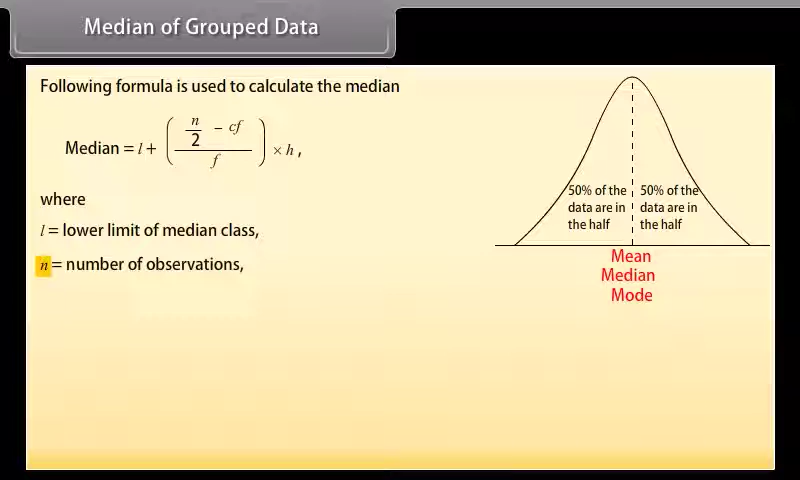 Median of Grouped Data
Following formula is used to calculate the median
Median = l + ( (n/2 − cf) / f ) × h ,
where
l = lower limit of median class,
n = number of observations,
50% of the data are in the half
50% of the data are in the half
Mean
Median
Mode